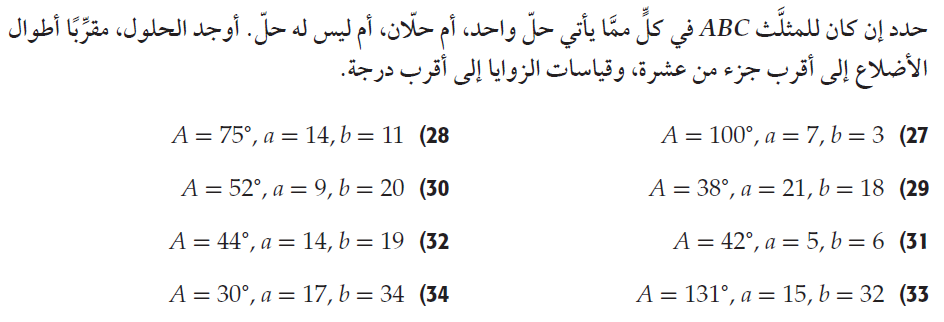 حدد إن كان للمثلَّث ABC في كلٍّ ممَّا يأتي حلّ واحد، أم حلّان، أم ليس له حلّ. أوجد الحلول، مقرِّبًا أطوال
الأضلاع إلى أقرب جزء من عشرة، وقياسات الزوايا إلى أقرب درجة.
(27 A = 100°, a = 7, b = 3
(28 A = 75°, a = 14, b = 11
(29 A = 38°, a = 21, b = 18
(30 A = 52°, a = 9, b = 20
(31 A = 42°, a = 5, b = 6
(32 A = 44°, a = 14, b = 19
(33 A = 131°, a = 15, b = 32
(34 A = 30°, a = 17, b = 34